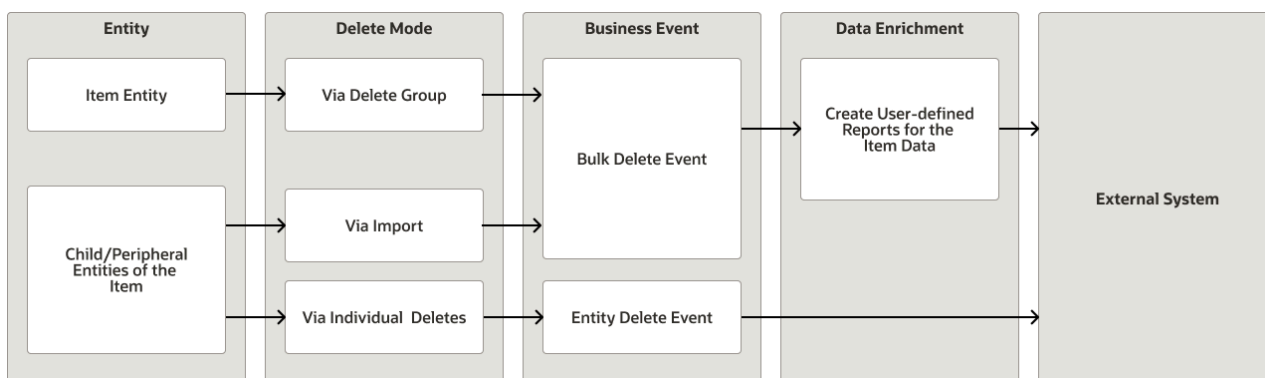 Entity
Delete Mode
Business Event
Data Enrichment
Item Entity
Via Delete Group
Bulk Delete Event
Create User-defined
Reports for the
Item Data
External System
Child/Peripheral
Entities of the
Item
Via Import
Via Individual Deletes
Entity Delete Event